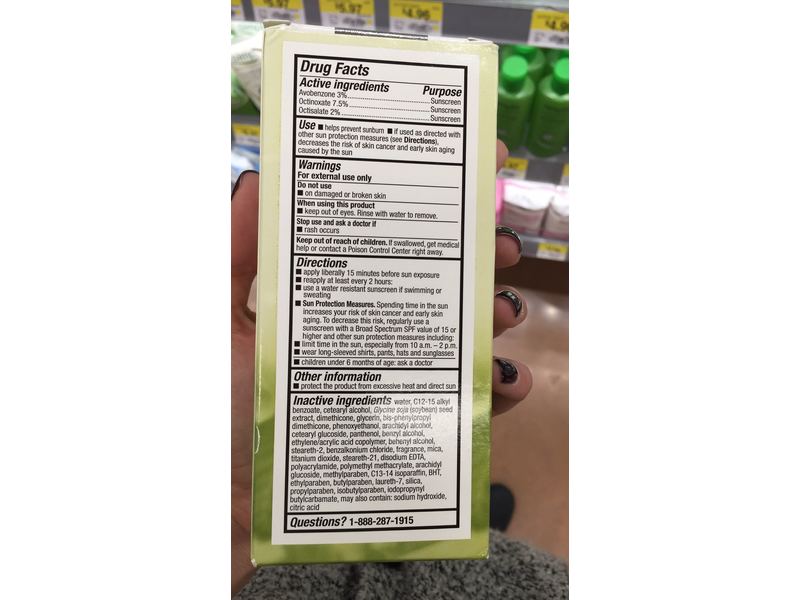 $5.97
$5.97
$4.96
$4.9
Drug Facts
Active ingredients Purpose
Avobenzone 3% Sunscreen
Octinoxate 7.5% Sunscreen
Octisalate 2% Sunscreen
Use ■ helps prevent sunburn ■ if used as directed with
other sun protection measures (see Directions),
decreases the risk of skin cancer and early skin aging
caused by the sun
Warnings
For external use only
Do not use
■ on damaged or broken skin
When using this product
■ keep out of eyes. Rinse with water to remove.
Stop use and ask a doctor if
■ rash occurs
Keep out of reach of children. If swallowed, get medical
help or contact a Poison Control Center right away.
Directions
■ apply liberally 15 minutes before sun exposure
■ reapply at least every 2 hours:
■ use a water resistant sunscreen if swimming or
sweating
■ Sun Protection Measures. Spending time in the sun
increases your risk of skin cancer and early skin
aging. To decrease this risk, regularly use a
sunscreen with a Broad Spectrum SPF value of 15 or
higher and other sun protection measures including:
■ limit time in the sun, especially from 10 a.m. – 2 p.m.
■ wear long-sleeved shirts, pants, hats and sunglasses
■ children under 6 months of age: ask a doctor
Other information
■ protect the product from excessive heat and direct sun
Inactive ingredients water, C12-15 alkyl
benzoate, cetearyl alcohol, Glycine soja (soybean) seed
extract, dimethicone, glycerin, bis-phenylpropyl
dimethicone, phenoxyethanol, arachidyl alcohol,
cetearyl glucoside, panthenol, benzyl alcohol,
ethylene/acrylic acid copolymer, behenyl alcohol,
steareth-2, benzalkonium chloride, fragrance, mica,
titanium dioxide, steareth-21, disodium EDTA,
polyacrylamide, polymethyl methacrylate, arachidyl
glucoside, methylparaben, C13-14 isoparaffin, BHT,
ethylparaben, butylparaben, laureth-7, silica,
propylparaben, isobutylparaben, iodopropynyl
butylcarbamate, may also contain: sodium hydroxide,
citric acid
Questions? 1-888-287-1915